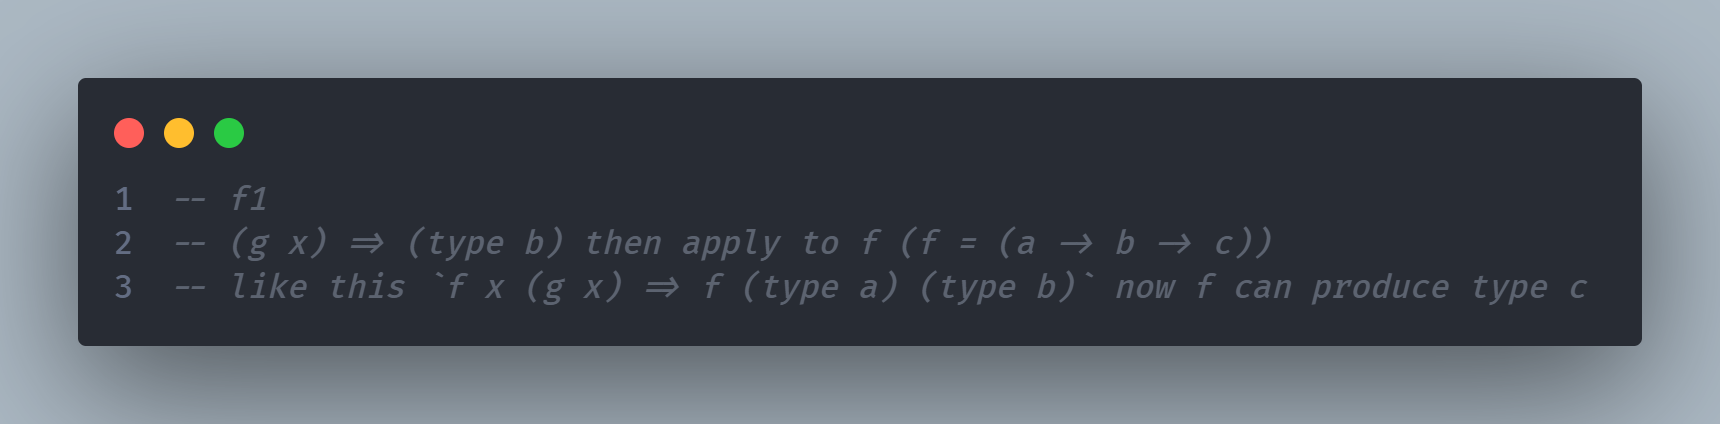 1 -- f1
2 -- (g x) => (type b) then apply to f (f = (a -> b -> c))
3 -- like this `f x (g x) => f (type a) (type b)` now f can produce type c